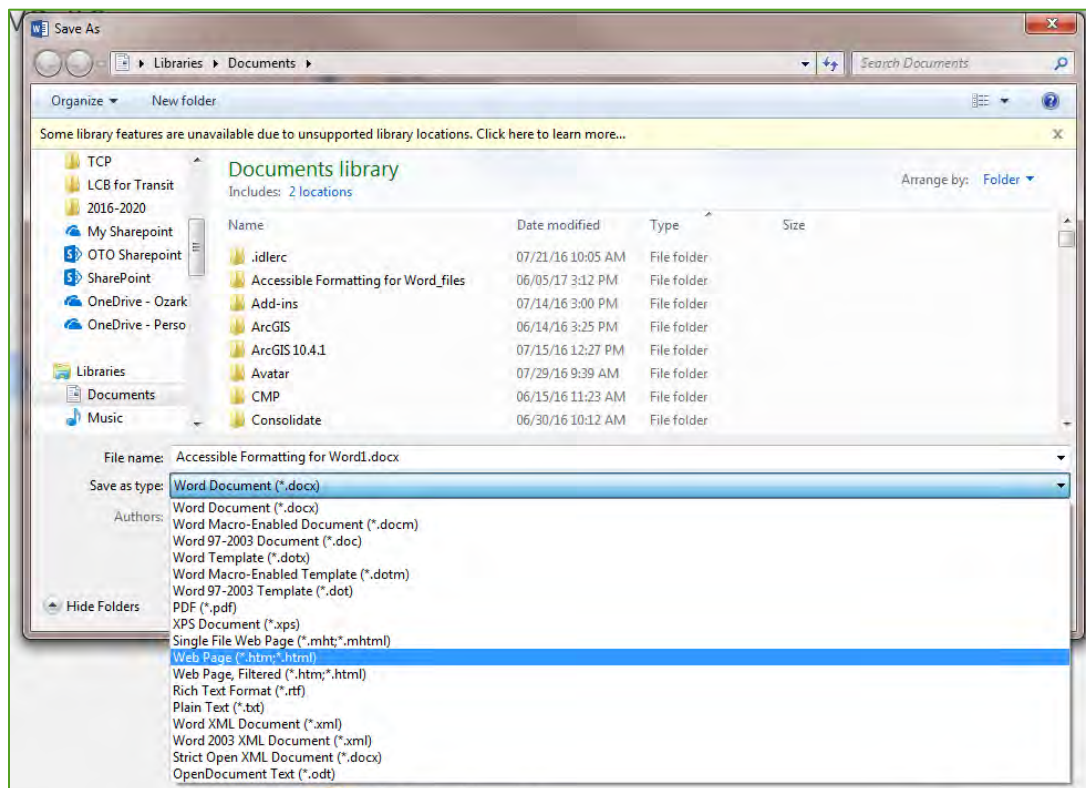 Save As
Libraries Documents
Search Documents
Organize New folder
Some library features are unavailable due to unsupported library locations. Click here to learn more...
TCP
LCB for Transit
2016-2020
My Sharepoint
OTO Sharepoint
SharePoint
OneDrive - Ozark
OneDrive - Perso
Libraries
Documents
Music
Documents library
Includes: 2 locations
Arrange by: Folder
Name Date modified Type Size
.idlerc 07/21/16 10:05 AM File folder
Accessible Formatting for Word_files 06/05/17 3:12 PM File folder
Add-ins 07/14/16 3:00 PM File folder
ArcGIS 06/14/16 3:25 PM File folder
ArcGIS 10.4.1 07/15/16 12:27 PM File folder
Avatar 07/29/16 9:39 AM File folder
CMP 06/15/16 11:23 AM File folder
Consolidate 06/30/16 10:12 AM File folder
File name: Accessible Formatting for Word1.docx
Save as type: Word Document (*.docx)
Authors:
Word Document (*.docx)
Word Macro-Enabled Document (*.docm)
Word 97-2003 Document (*.doc)
Word Template (*.dotx)
Word Macro-Enabled Template (*.dotm)
Word 97-2003 Template (*.dot)
PDF (*.pdf)
XPS Document (*.xps)
Single File Web Page (*.mht;*.mhtml)
Web Page (*.htm;*.html)
Web Page, Filtered (*.htm;*.html)
Rich Text Format (*.rtf)
Plain Text (*.txt)
Word XML Document (*.xml)
Word 2003 XML Document (*.xml)
Strict Open XML Document (*.docx)
OpenDocument Text (*.odt)
Hide Folders